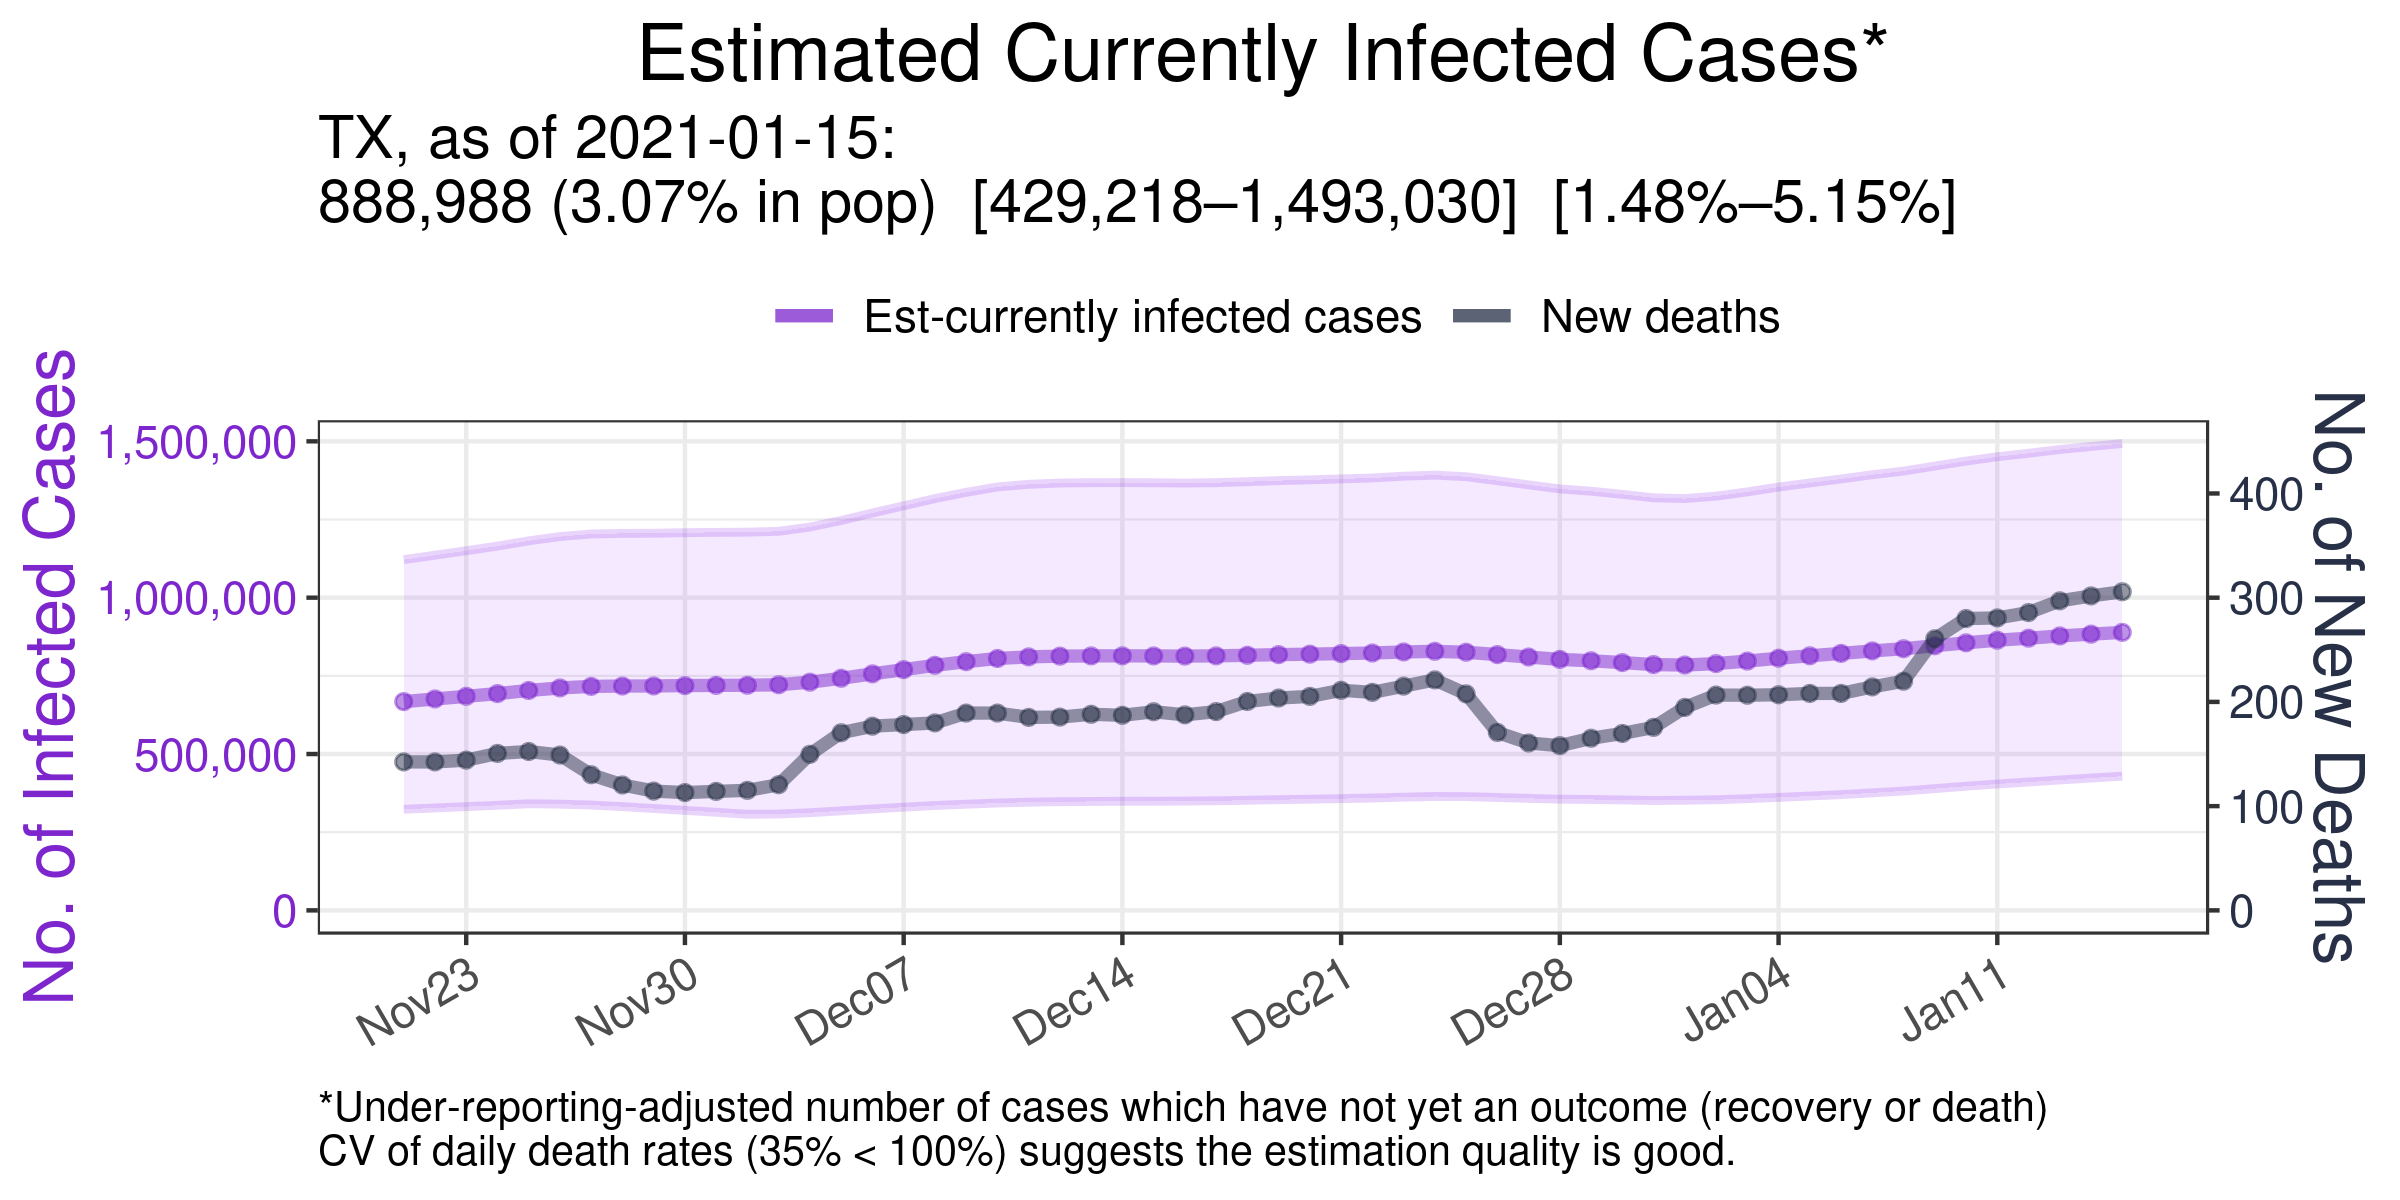 Estimated Currently Infected Cases*
TX, as of 2021-01-15:
888,988 (3.07% in pop)  [429,218–1,493,030]  [1.48%–5.15%]
Est-currently infected cases
New deaths
No. of Infected Cases
1,500,000
1,000,000
500,000
0
No. of New Deaths
400
300
200
100
0
Nov23
Nov30
Dec07
Dec14
Dec21
Dec28
Jan04
Jan11
*Under-reporting-adjusted number of cases which have not yet an outcome (recovery or death)
CV of daily death rates (35% < 100%) suggests the estimation quality is good.